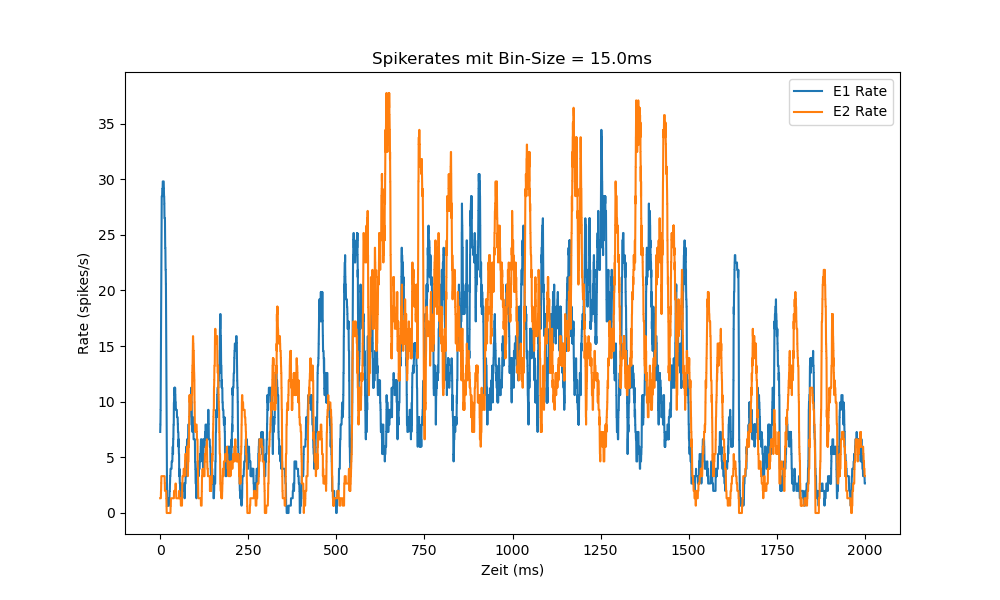 Spikerates mit Bin-Size = 15.0ms
E1 Rate
E2 Rate
Rate (spikes/s)
35
30
25
20
15
10
5
0
0 250 500 750 1000 1250 1500 1750 2000
Zeit (ms)